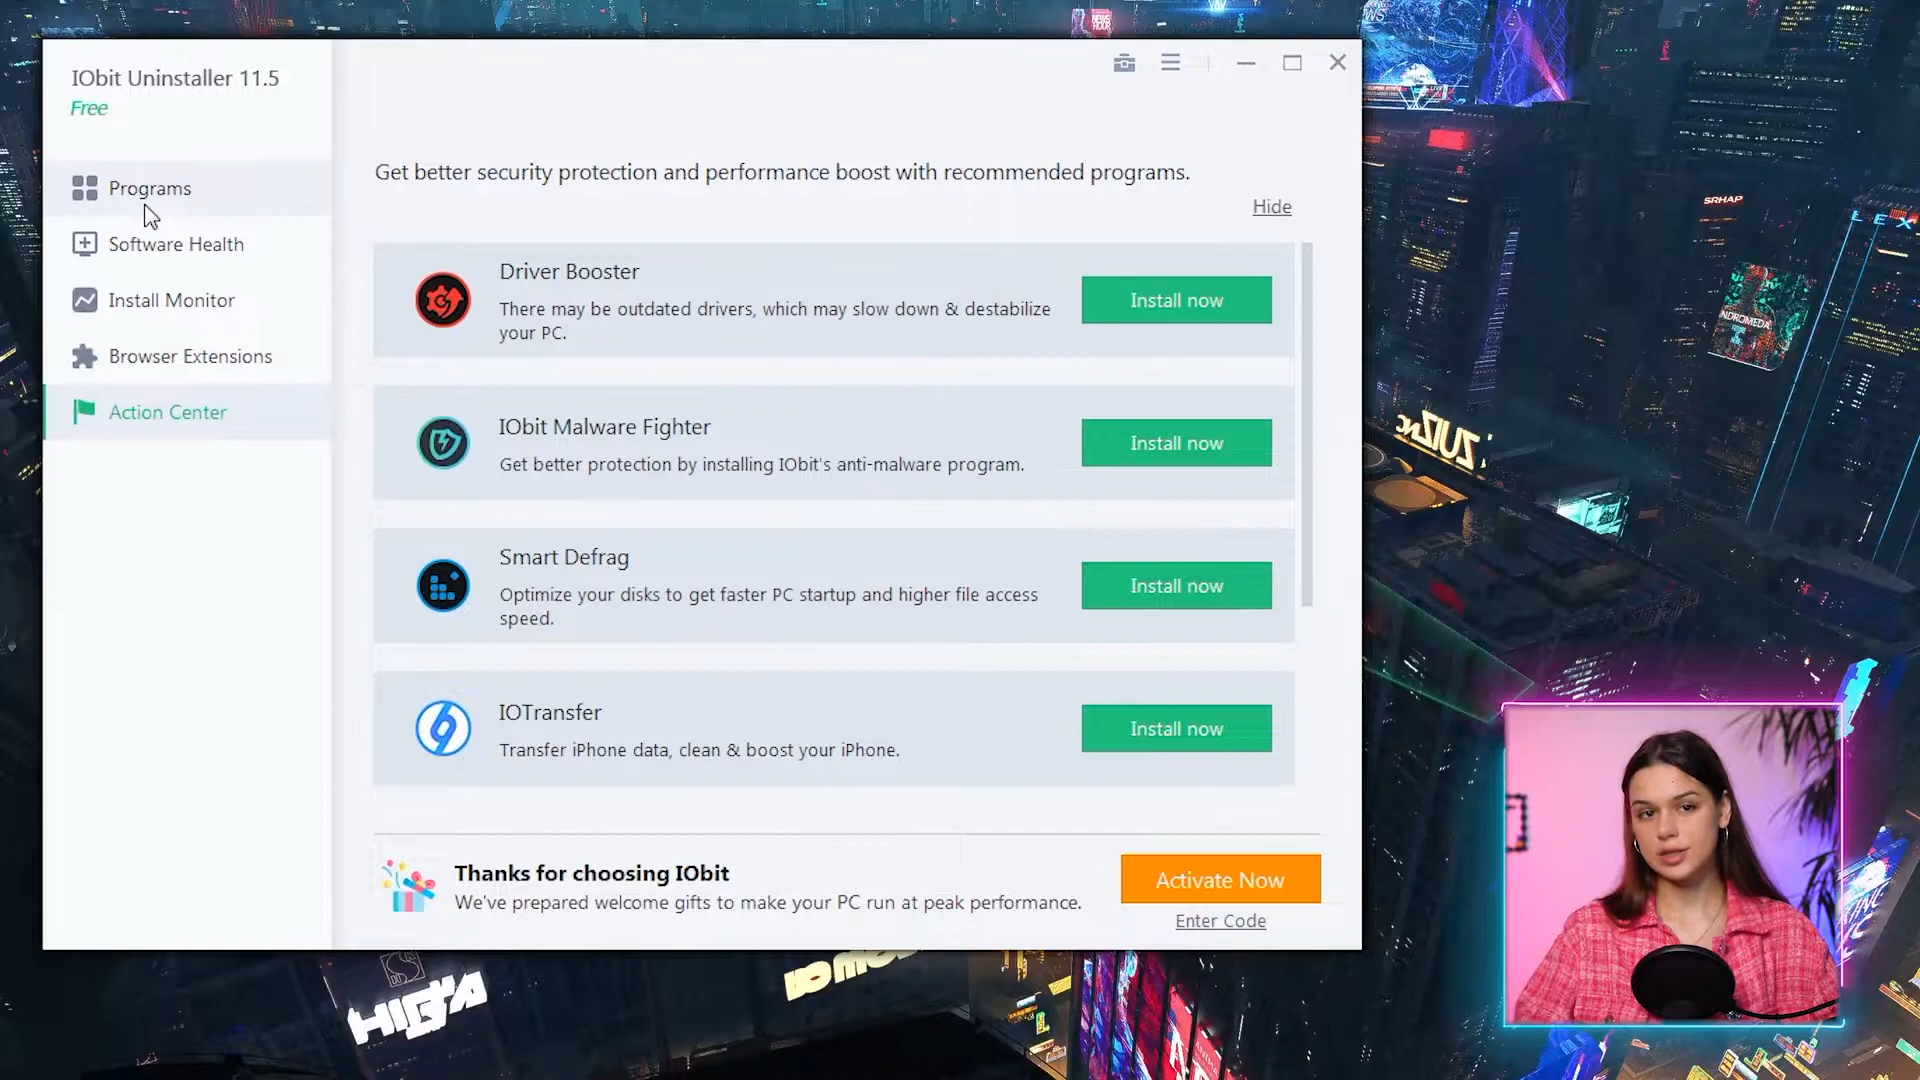 IObit Uninstaller 11.5
Free
Programs
Software Health
Install Monitor
Browser Extensions
Action Center
Get better security protection and performance boost with recommended programs.
Hide
Driver Booster
There may be outdated drivers, which may slow down & destabilize
your PC.
Install now
IObit Malware Fighter
Get better protection by installing IObit's anti-malware program.
Install now
Smart Defrag
Optimize your disks to get faster PC startup and higher file access
speed.
Install now
IOTransfer
Transfer iPhone data, clean & boost your iPhone.
Install now
Thanks for choosing IObit
We've prepared welcome gifts to make your PC run at peak performance.
Activate Now
Enter Code
NEWS
HOUR
SRHAP
LEX
NDROMEDA